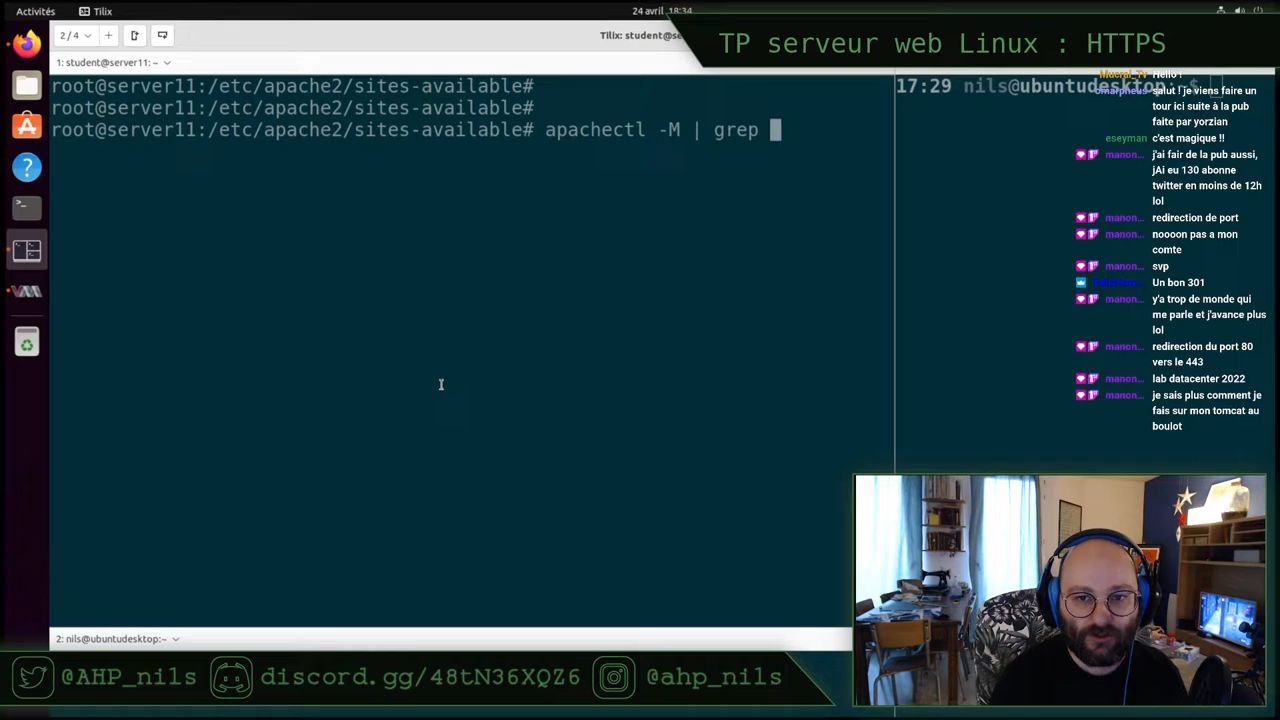 Activités
Tilix
24 avril 18:34
2/4
Tilix: student@se
TP serveur web Linux : HTTPS
1: student@server11: ~
root@server11:/etc/apache2/sites-available#
root@server11:/etc/apache2/sites-available#
root@server11:/etc/apache2/sites-available# apachectl -M | grep
17:29 nils@ubuntudesktop:~$
Mucral_Tv Hello !
omarpheus salut ! je viens faire un
tour ici suite à la pub
faite par yorzian
eseyman c'est magique !!
manon... j'ai fair de la pub aussi,
jAi eu 130 abonne
twitter en moins de 12h
lol
manon... redirection de port
manon... noooon pas a mon
comte
manon... svp
Un bon 301
manon... y'a trop de monde qui
me parle et j'avance plus
lol
manon... redirection du port 80
vers le 443
manon... lab datacenter 2022
manon... je sais plus comment je
fais sur mon tomcat au
boulot
2: nils@ubuntudesktop:~
@AHP_nils
discord.gg/48tN36XQZ6
@ahp_nils